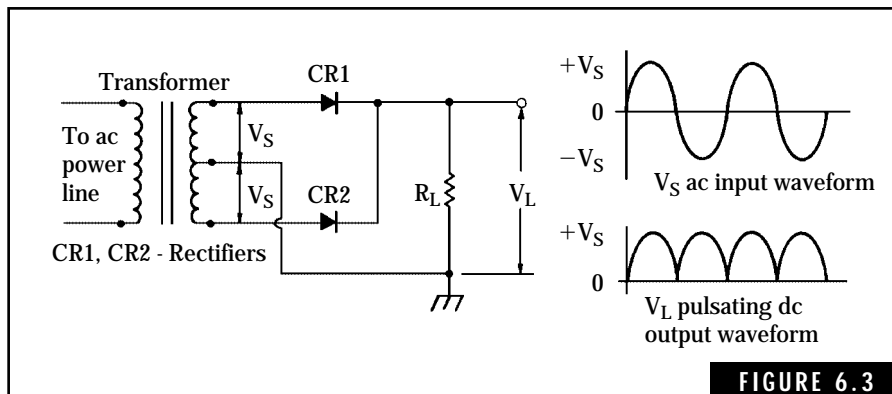 Transformer
CR1
To ac
power
line
V_S
V_S
CR2
R_L
V_L
CR1, CR2 - Rectifiers
+V_S
0
−V_S
V_S ac input waveform
+V_S
0
V_L pulsating dc
output waveform
FIGURE 6.3